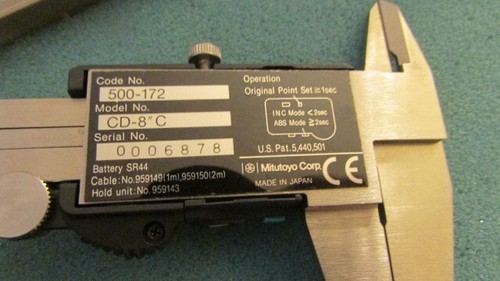 Code No.
500-172
Model No.
CD-8"C
Serial No.
0006878
Battery SR44
Cable:No.959149(1m),959150(2m)
Hold unit:No.959143
Operation
Original Point Set ≧1sec
INC Mode <2sec
ABS Mode ≧2sec
U.S. Pat.5,440,501
Mitutoyo Corp.
MADE IN JAPAN
CE